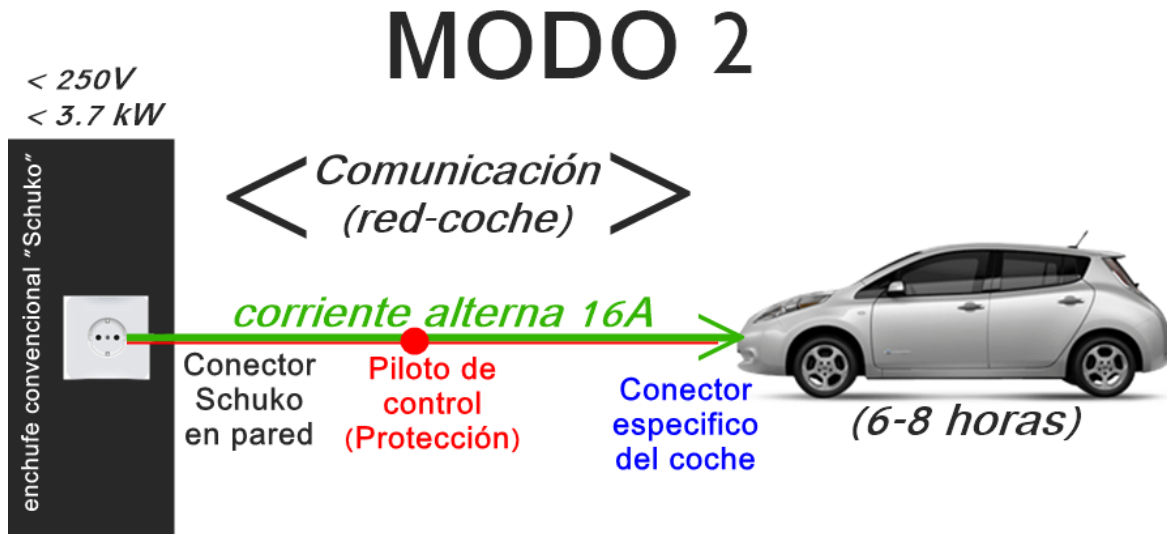 MODO 2
< 250V
< 3.7 kW
enchufe convencional "Schuko"
Comunicación
(red-coche)
corriente alterna 16A
Conector
Schuko
en pared
Piloto de
control
(Protección)
Conector
especifico
del coche
(6-8 horas)